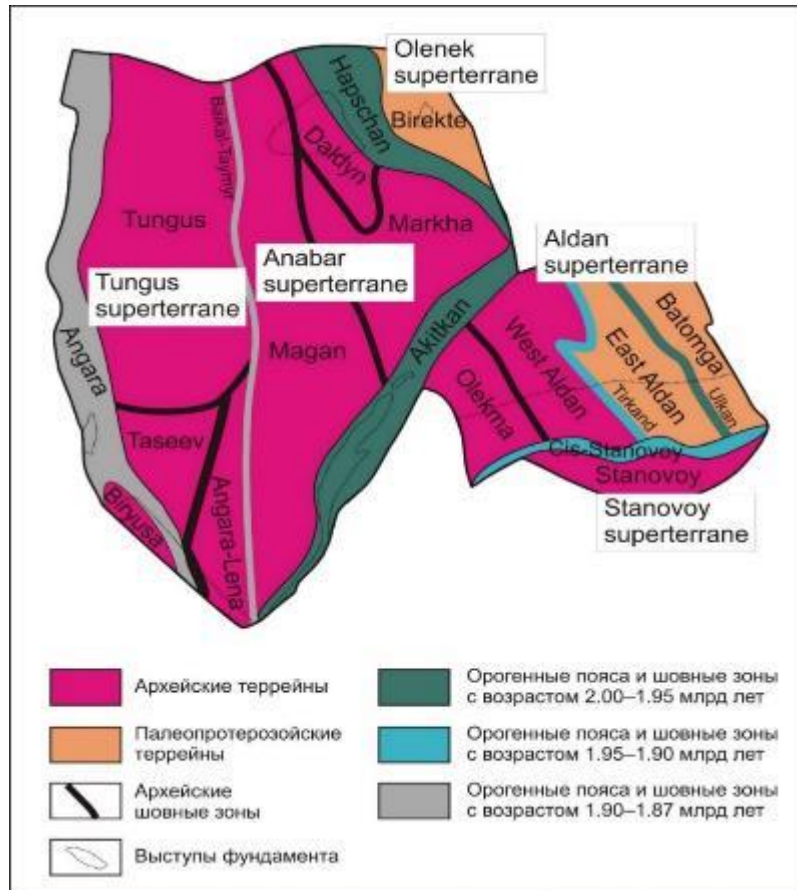 Olenek
superterrane
Hapschan
Birekte
Baikal-Taymyr
Daldyn
Tungus
Markha
Anabar
superterrane
Aldan
superterrane
Tungus
superterrane
Angara
Magan
Akitkan
West Aldan
East Aldan
Batomga
Olekma
Tirkand
Ulkan
Taseev
Cis-Stanovoy
Stanovoy
Biryusa
Angara-Lena
Stanovoy
superterrane
Архейские террейны
Палеопротерозойские
террейны
Архейские
шовные зоны
Выступы фундамента
Орогенные пояса и шовные зоны
с возрастом 2.00–1.95 млрд лет
Орогенные пояса и шовные зоны
с возрастом 1.95–1.90 млрд лет
Орогенные пояса и шовные зоны
с возрастом 1.90–1.87 млрд лет